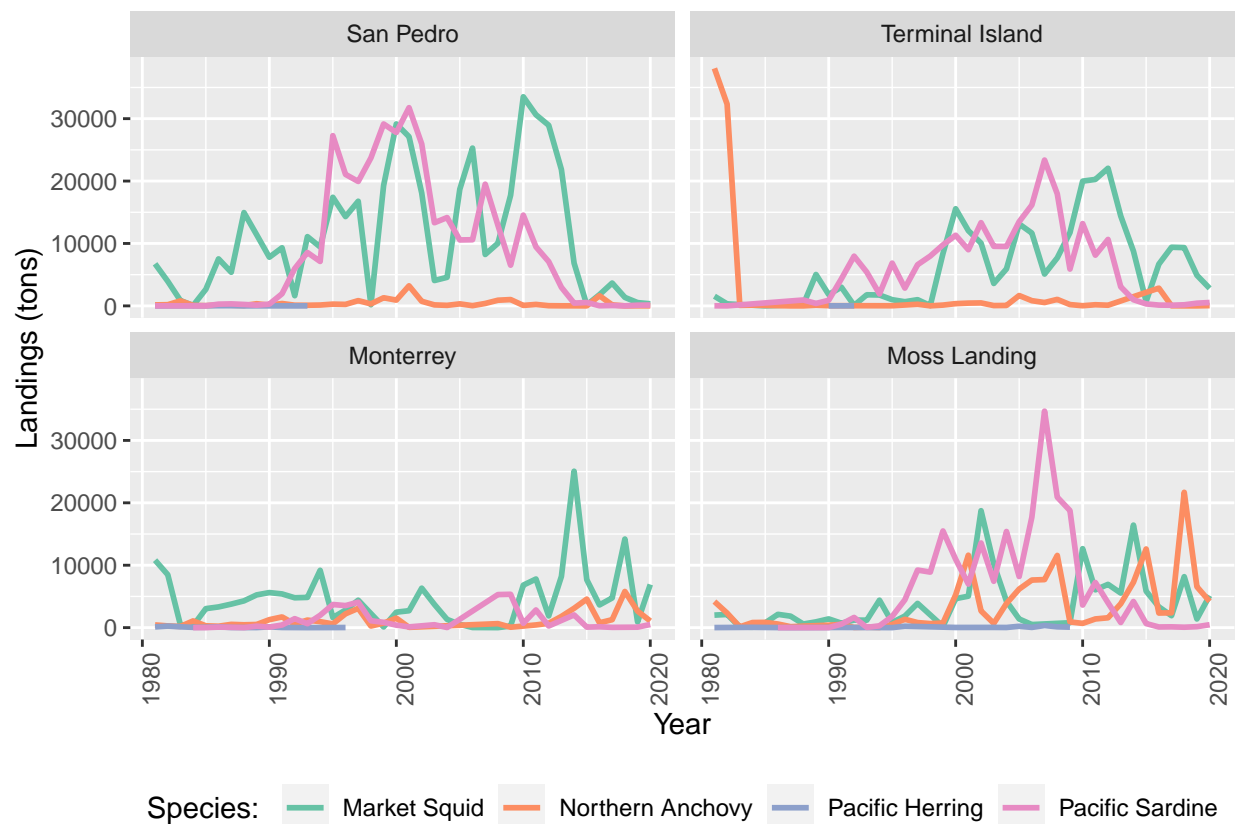 San Pedro
Terminal Island
30000
20000
10000
0
Monterrey
Moss Landing
30000
20000
10000
0
Landings (tons)
1980
1990
2000
2010
2020
1980
1990
2000
2010
2020
Year
Species: Market Squid Northern Anchovy Pacific Herring Pacific Sardine